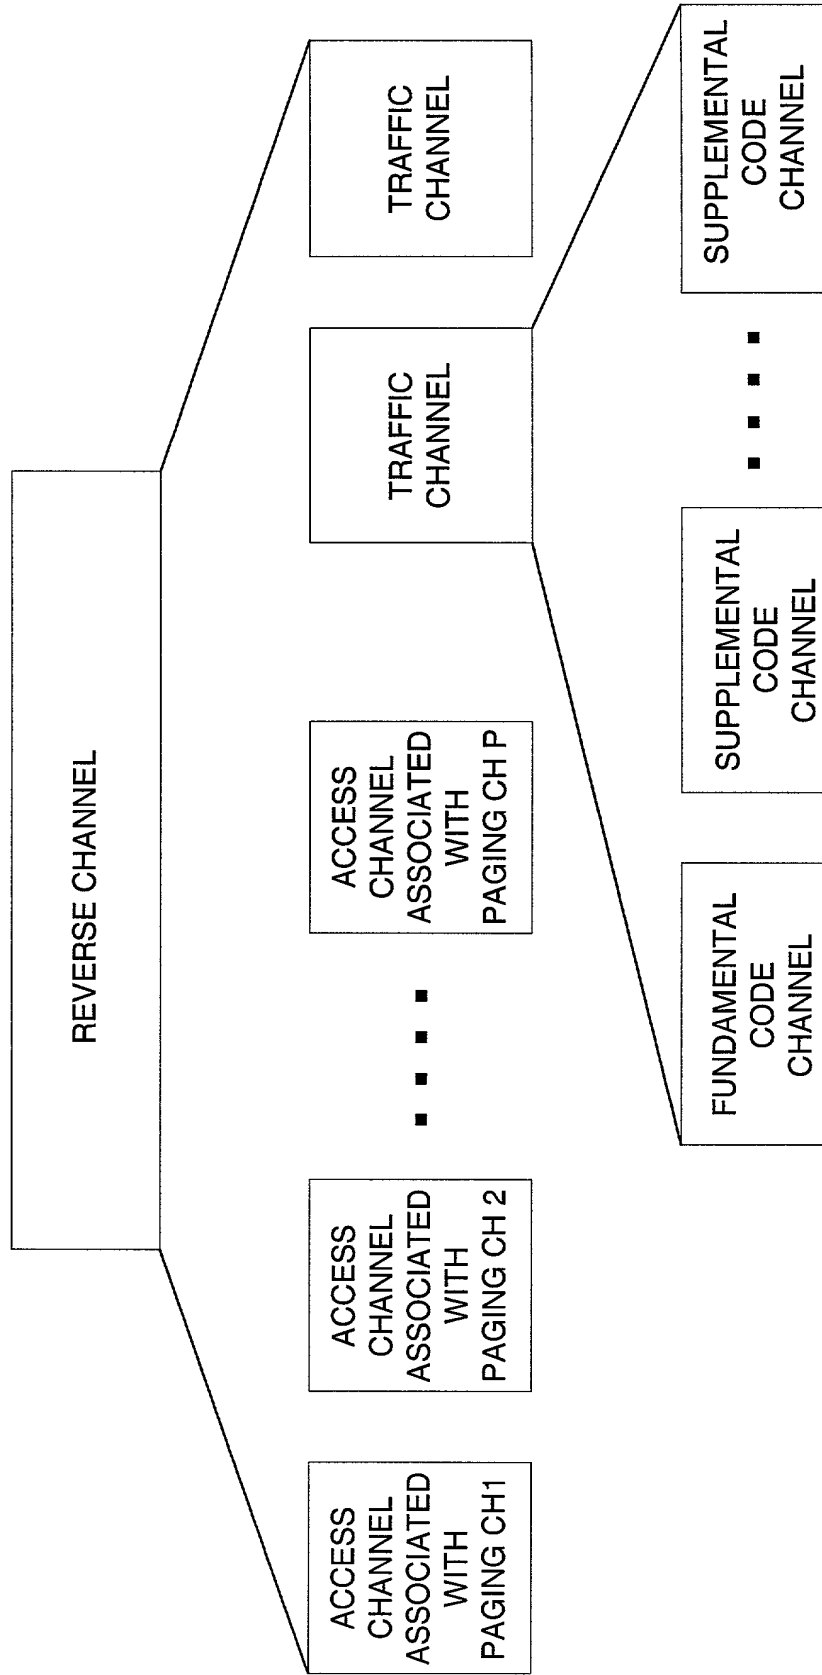 REVERSE CHANNEL
ACCESS
CHANNEL
ASSOCIATED
WITH
PAGING CH1
ACCESS
CHANNEL
ASSOCIATED
WITH
PAGING CH 2
ACCESS
CHANNEL
ASSOCIATED
WITH
PAGING CH P
TRAFFIC
CHANNEL
TRAFFIC
CHANNEL
FUNDAMENTAL
CODE
CHANNEL
SUPPLEMENTAL
CODE
CHANNEL
SUPPLEMENTAL
CODE
CHANNEL